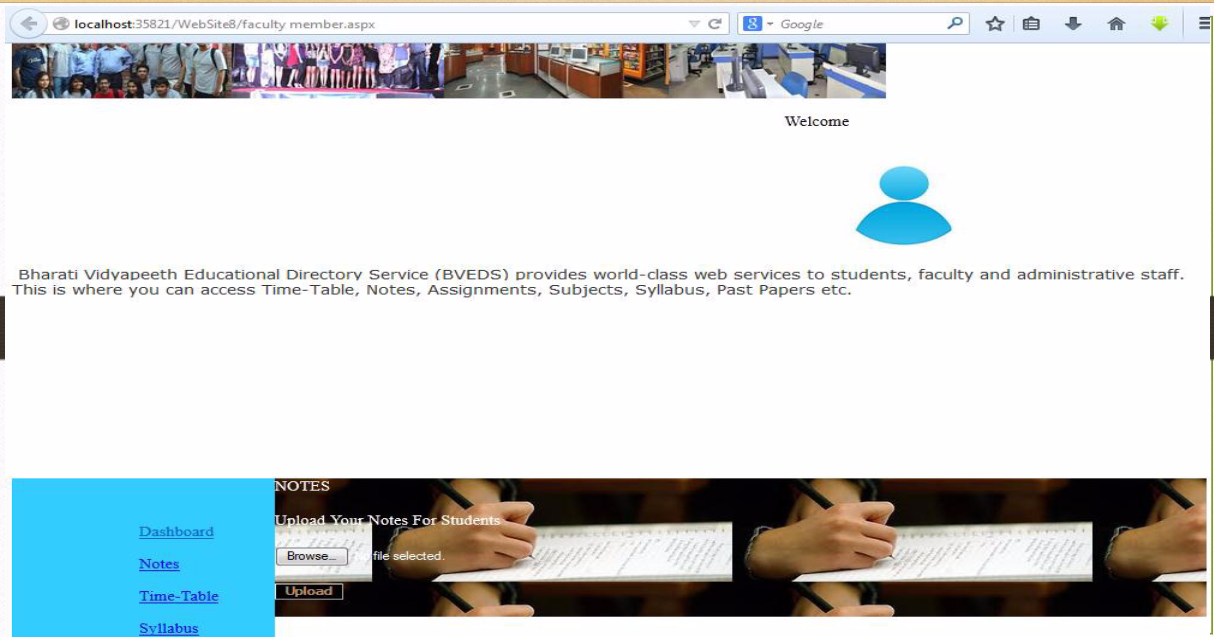 localhost:35821/WebSite8/faculty member.aspx
8 Google
Welcome
Bharati Vidyapeeth Educational Directory Service (BVEDS) provides world-class web services to students, faculty and administrative staff.
This is where you can access Time-Table, Notes, Assignments, Subjects, Syllabus, Past Papers etc.
NOTES
Upload Your Notes For Students
Browse... No file selected.
Upload
Dashboard
Notes
Time-Table
Syllabus